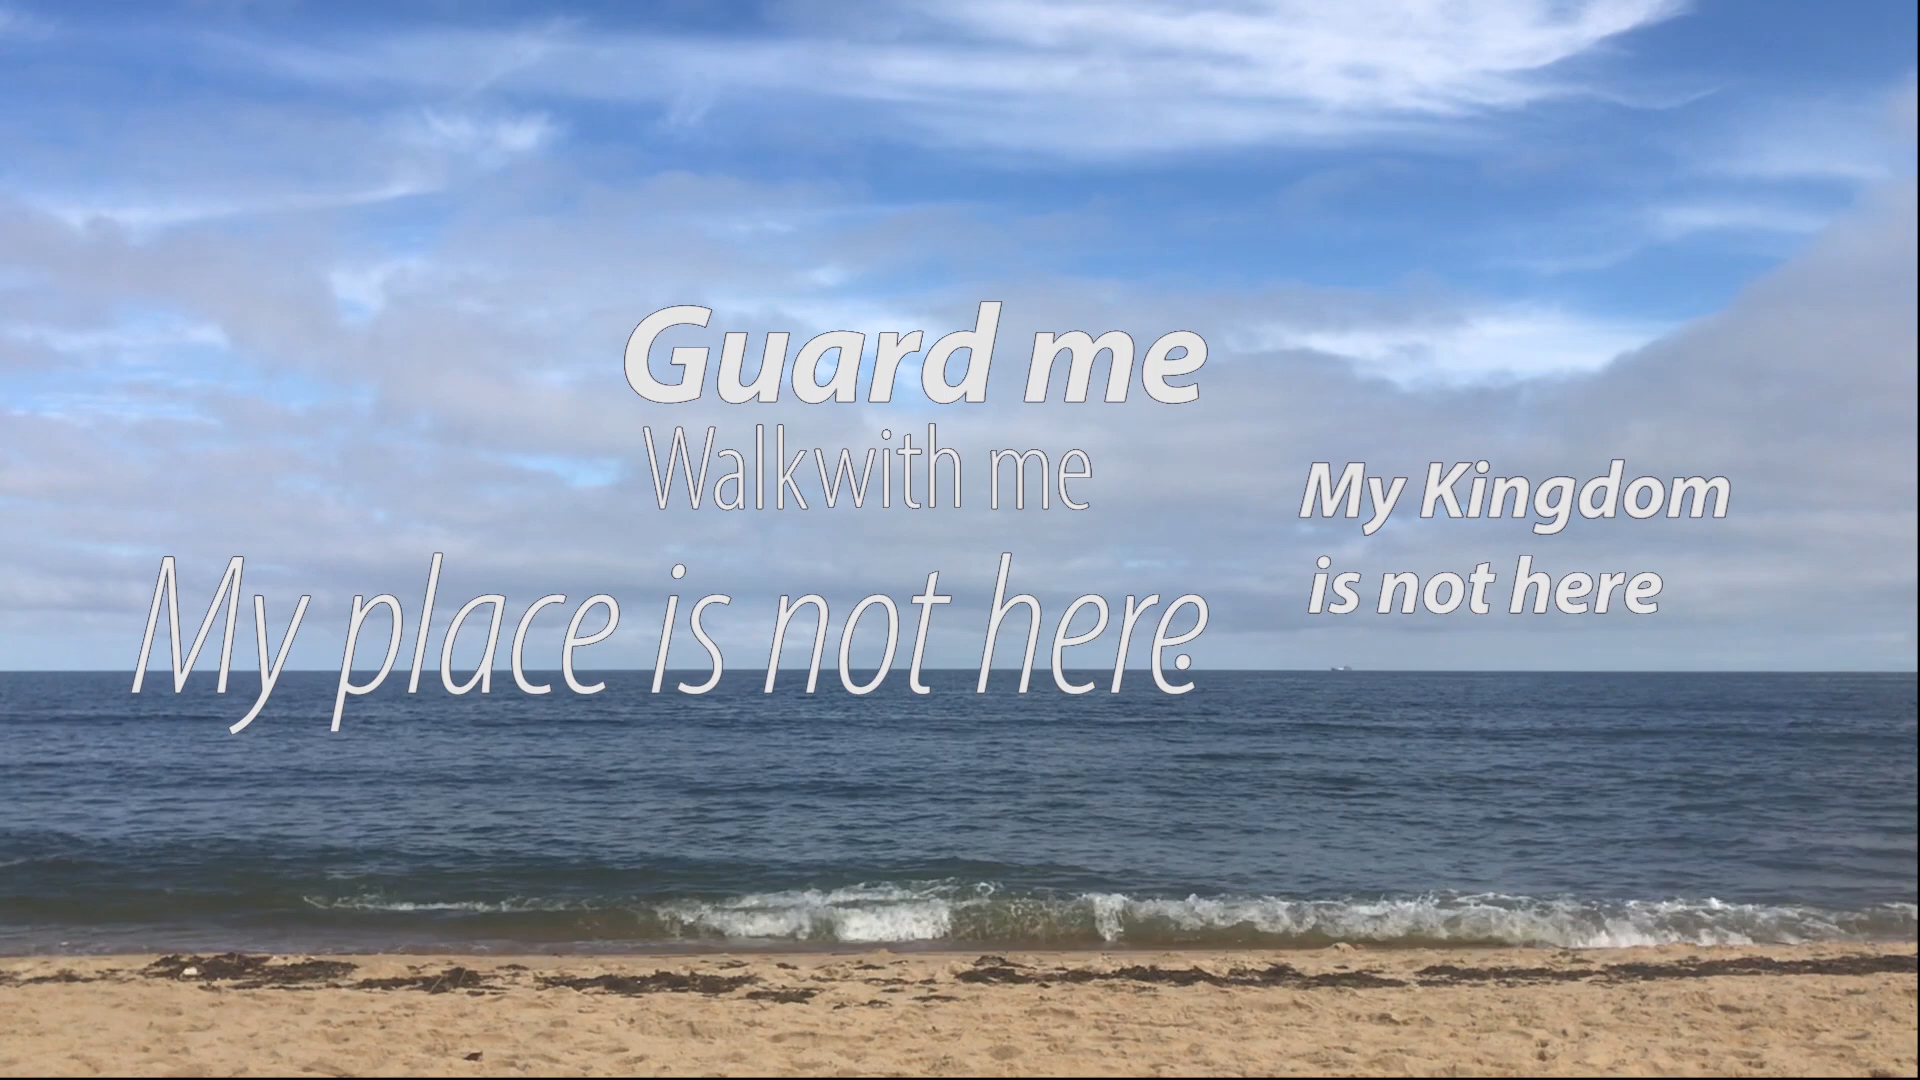 Guard me
Walkwith me
My place is not here.
My Kingdom
is not here